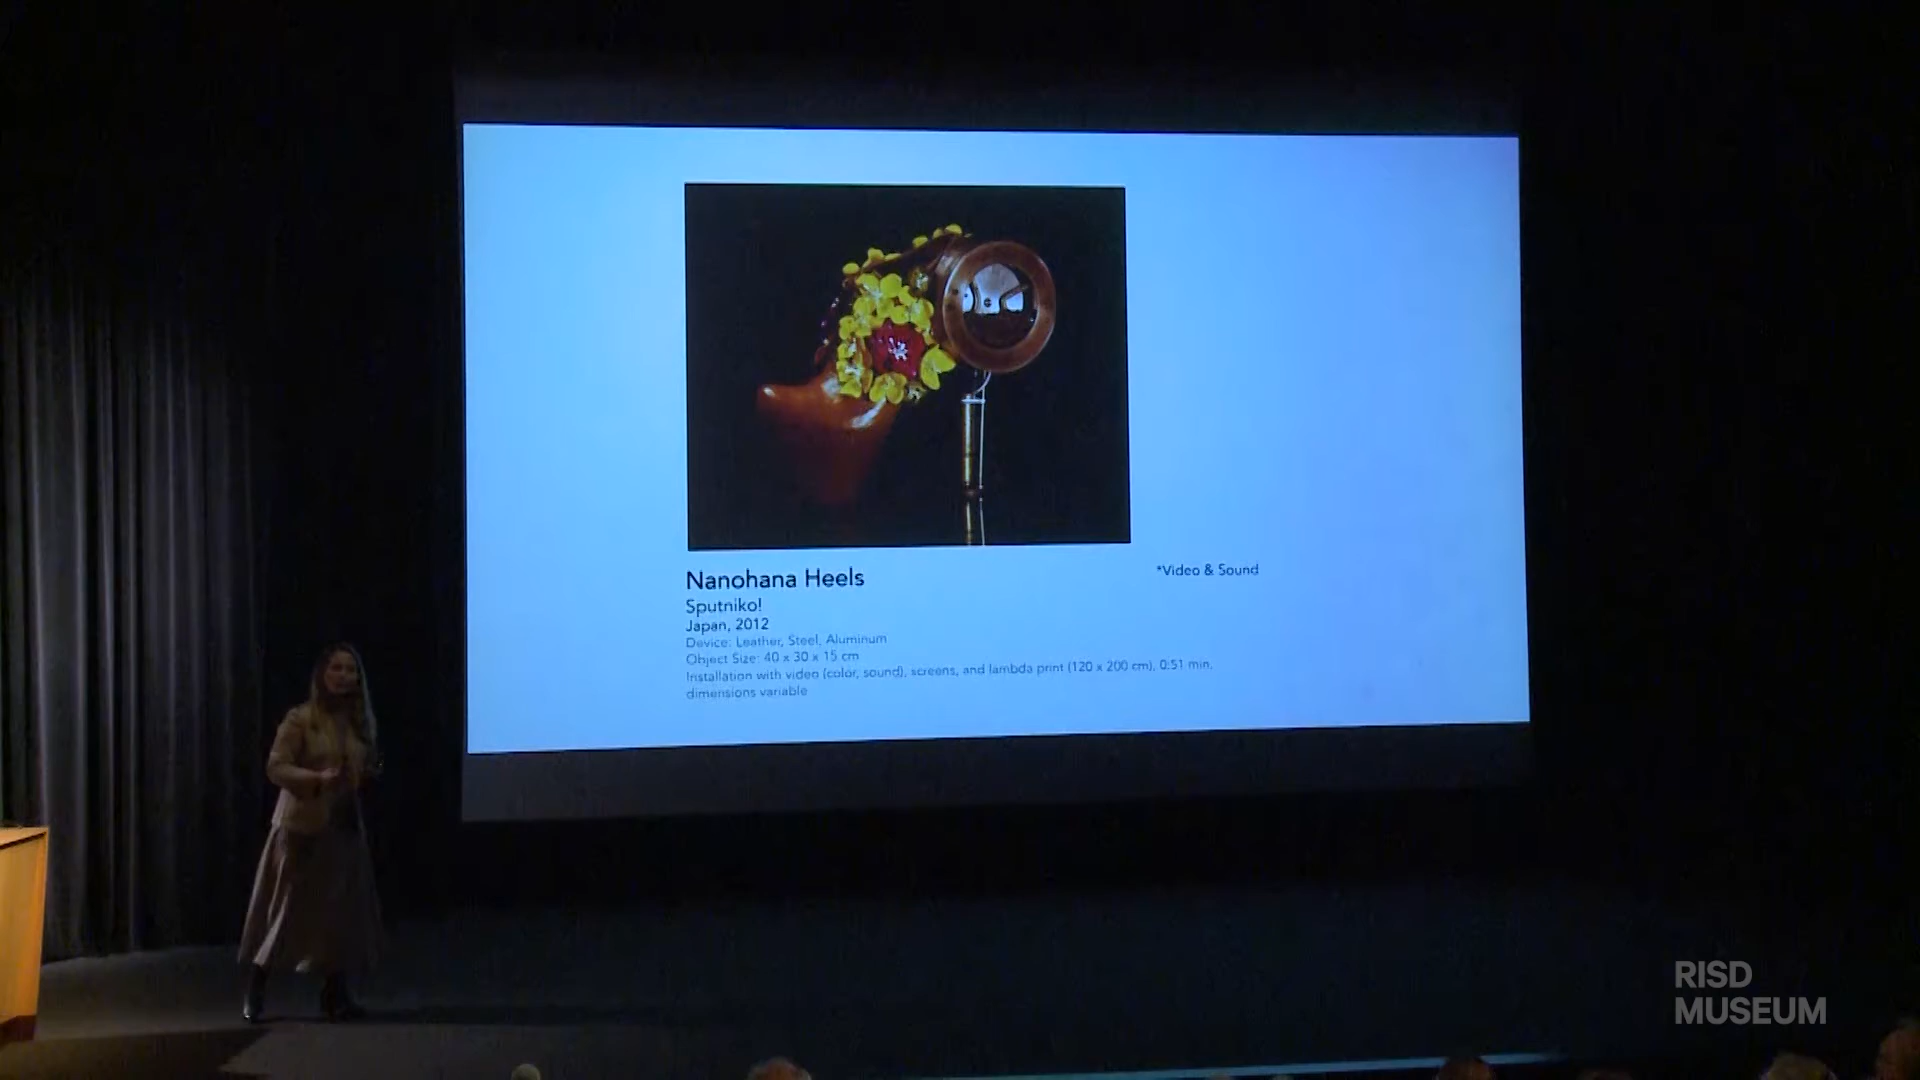 Nanohana Heels
Sputniko!
Japan, 2012
Device: Leather, Steel, Aluminum
Object Size: 40 x 30 x 15 cm
Installation with video (color, sound), screens, and lambda print (120 x 200 cm), 0:51 min,
dimensions variable
*Video & Sound
RISD
MUSEUM